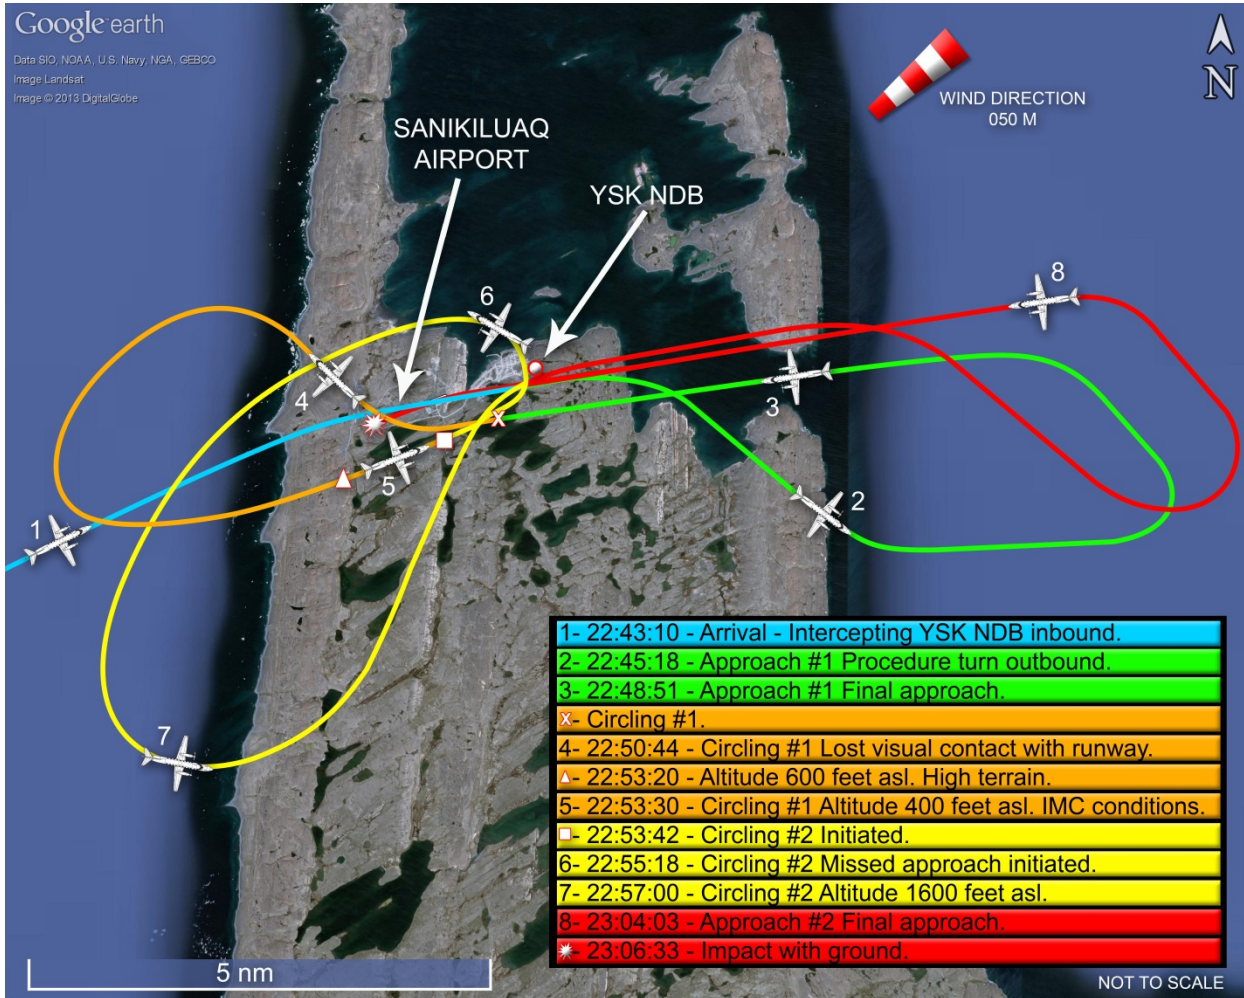 Google earth
Data SIO, NOAA, U.S. Navy, NGA, GEBCO
Image Landsat
Image © 2013 DigitalGlobe
N
WIND DIRECTION
050 M
SANIKILUAQ
AIRPORT
YSK NDB
8
6
3
4
5
2
1
7
1- 22:43:10 - Arrival - Intercepting YSK NDB inbound.
2- 22:45:18 - Approach #1 Procedure turn outbound.
3- 22:48:51 - Approach #1 Final approach.
x- Circling #1.
4- 22:50:44 - Circling #1 Lost visual contact with runway.
- 22:53:20 - Altitude 600 feet asl. High terrain.
5- 22:53:30 - Circling #1 Altitude 400 feet asl. IMC conditions.
- 22:53:42 - Circling #2 Initiated.
6- 22:55:18 - Circling #2 Missed approach initiated.
7- 22:57:00 - Circling #2 Altitude 1600 feet asl.
8- 23:04:03 - Approach #2 Final approach.
- 23:06:33 - Impact with ground.
5 nm
NOT TO SCALE